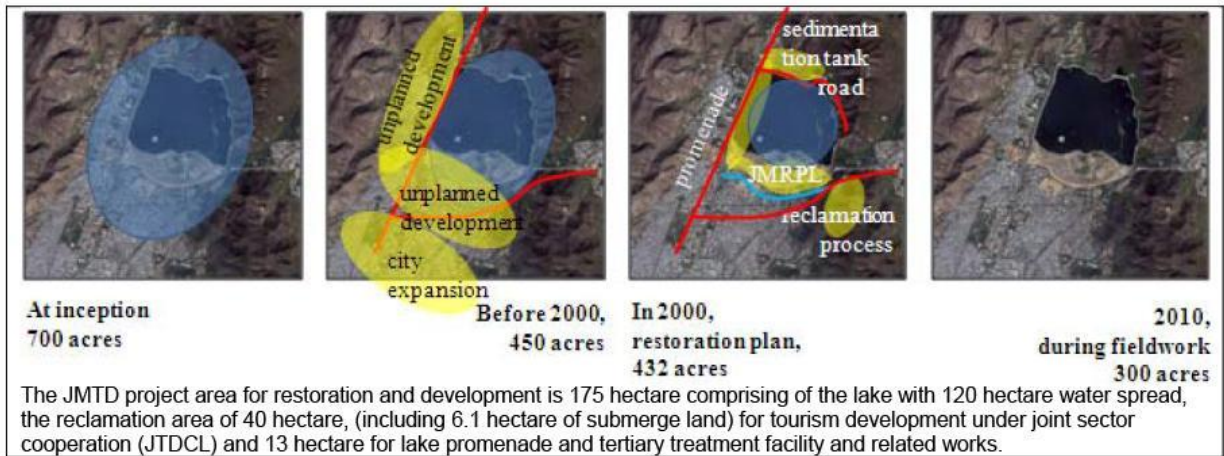 unplanned
development
unplanned
development
city
expansion
sedimenta
tion tank
road
promenade
JMRPL
reclamation
process
At inception
700 acres
Before 2000,
450 acres
In 2000,
restoration plan,
432 acres
2010,
during fieldwork
300 acres
The JMTD project area for restoration and development is 175 hectare comprising of the lake with 120 hectare water spread,
the reclamation area of 40 hectare, (including 6.1 hectare of submerge land) for tourism development under joint sector
cooperation (JTDCL) and 13 hectare for lake promenade and tertiary treatment facility and related works.